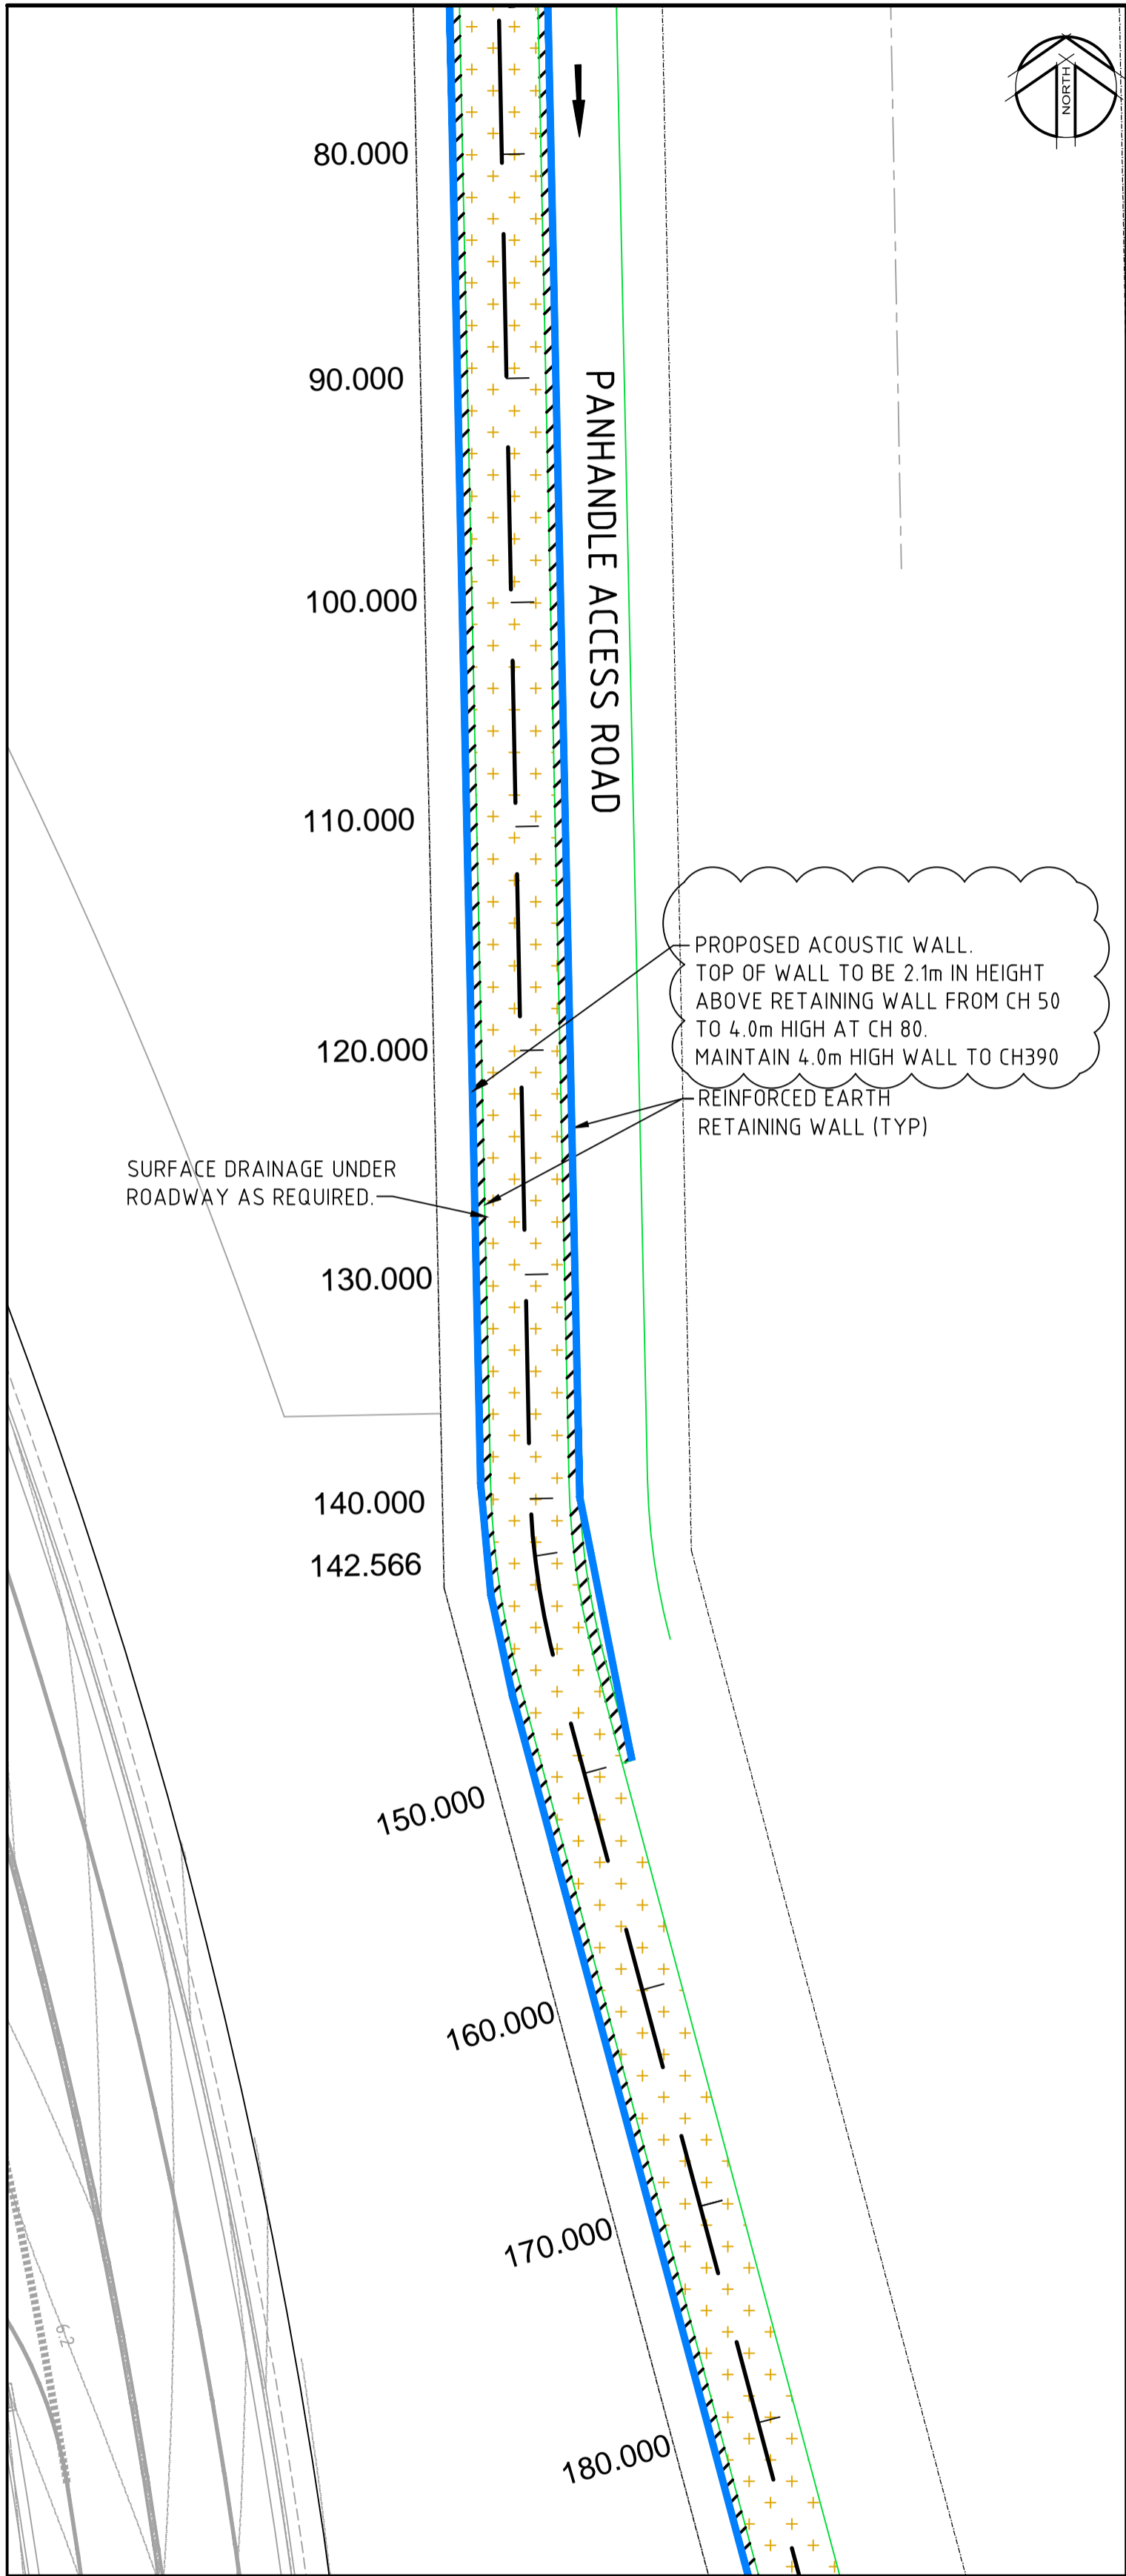 NORTH
80.000
90.000
PANHANDLE ACCESS ROAD
100.000
110.000
PROPOSED ACOUSTIC WALL.
TOP OF WALL TO BE 2.1m IN HEIGHT
ABOVE RETAINING WALL FROM CH 50
TO 4.0m HIGH AT CH 80.
MAINTAIN 4.0m HIGH WALL TO CH390
120.000
REINFORCED EARTH
RETAINING WALL (TYP)
SURFACE DRAINAGE UNDER
ROADWAY AS REQUIRED.
130.000
140.000
142.566
150.000
160.000
170.000
6.2
180.000